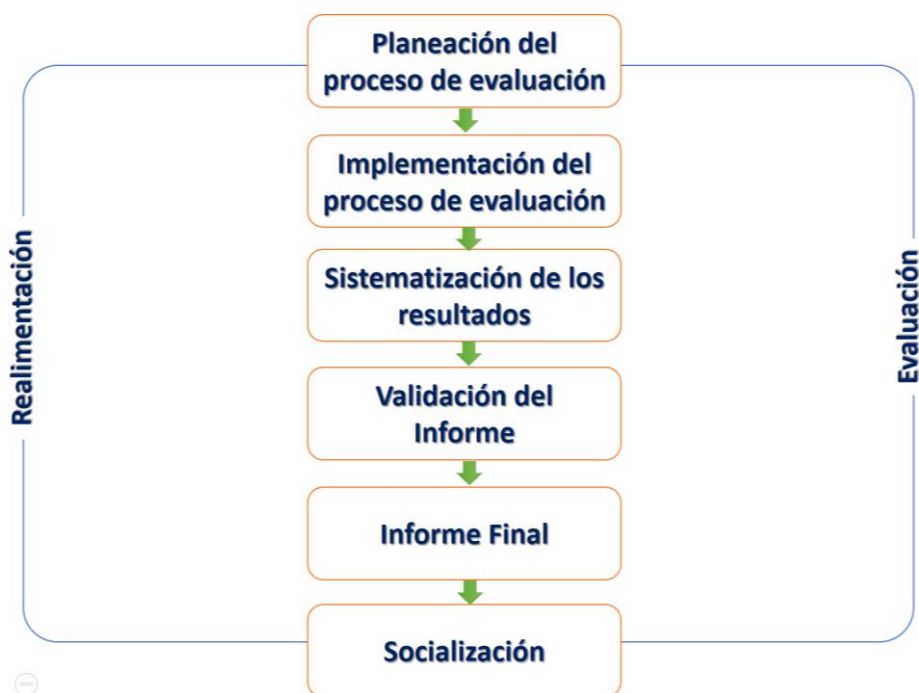 Planeación del
proceso de evaluación
Implementación del
proceso de evaluación
Sistematización de los
resultados
Validación del
Informe
Informe Final
Socialización
Realimentación
Evaluación